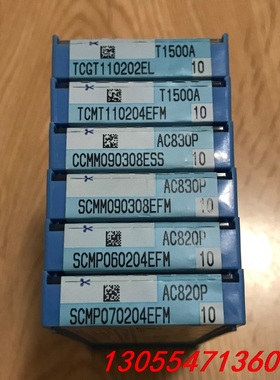 T1500A
TCGT110202EL 10
T1500A
TCMT110204EFM 10
AC830P
CCMM090308ESS 10
AC830P
SCMM090308EFM 10
AC820P
SCMP060204EFM 10
AC820P
SCMP070204EFM 10
13055471360